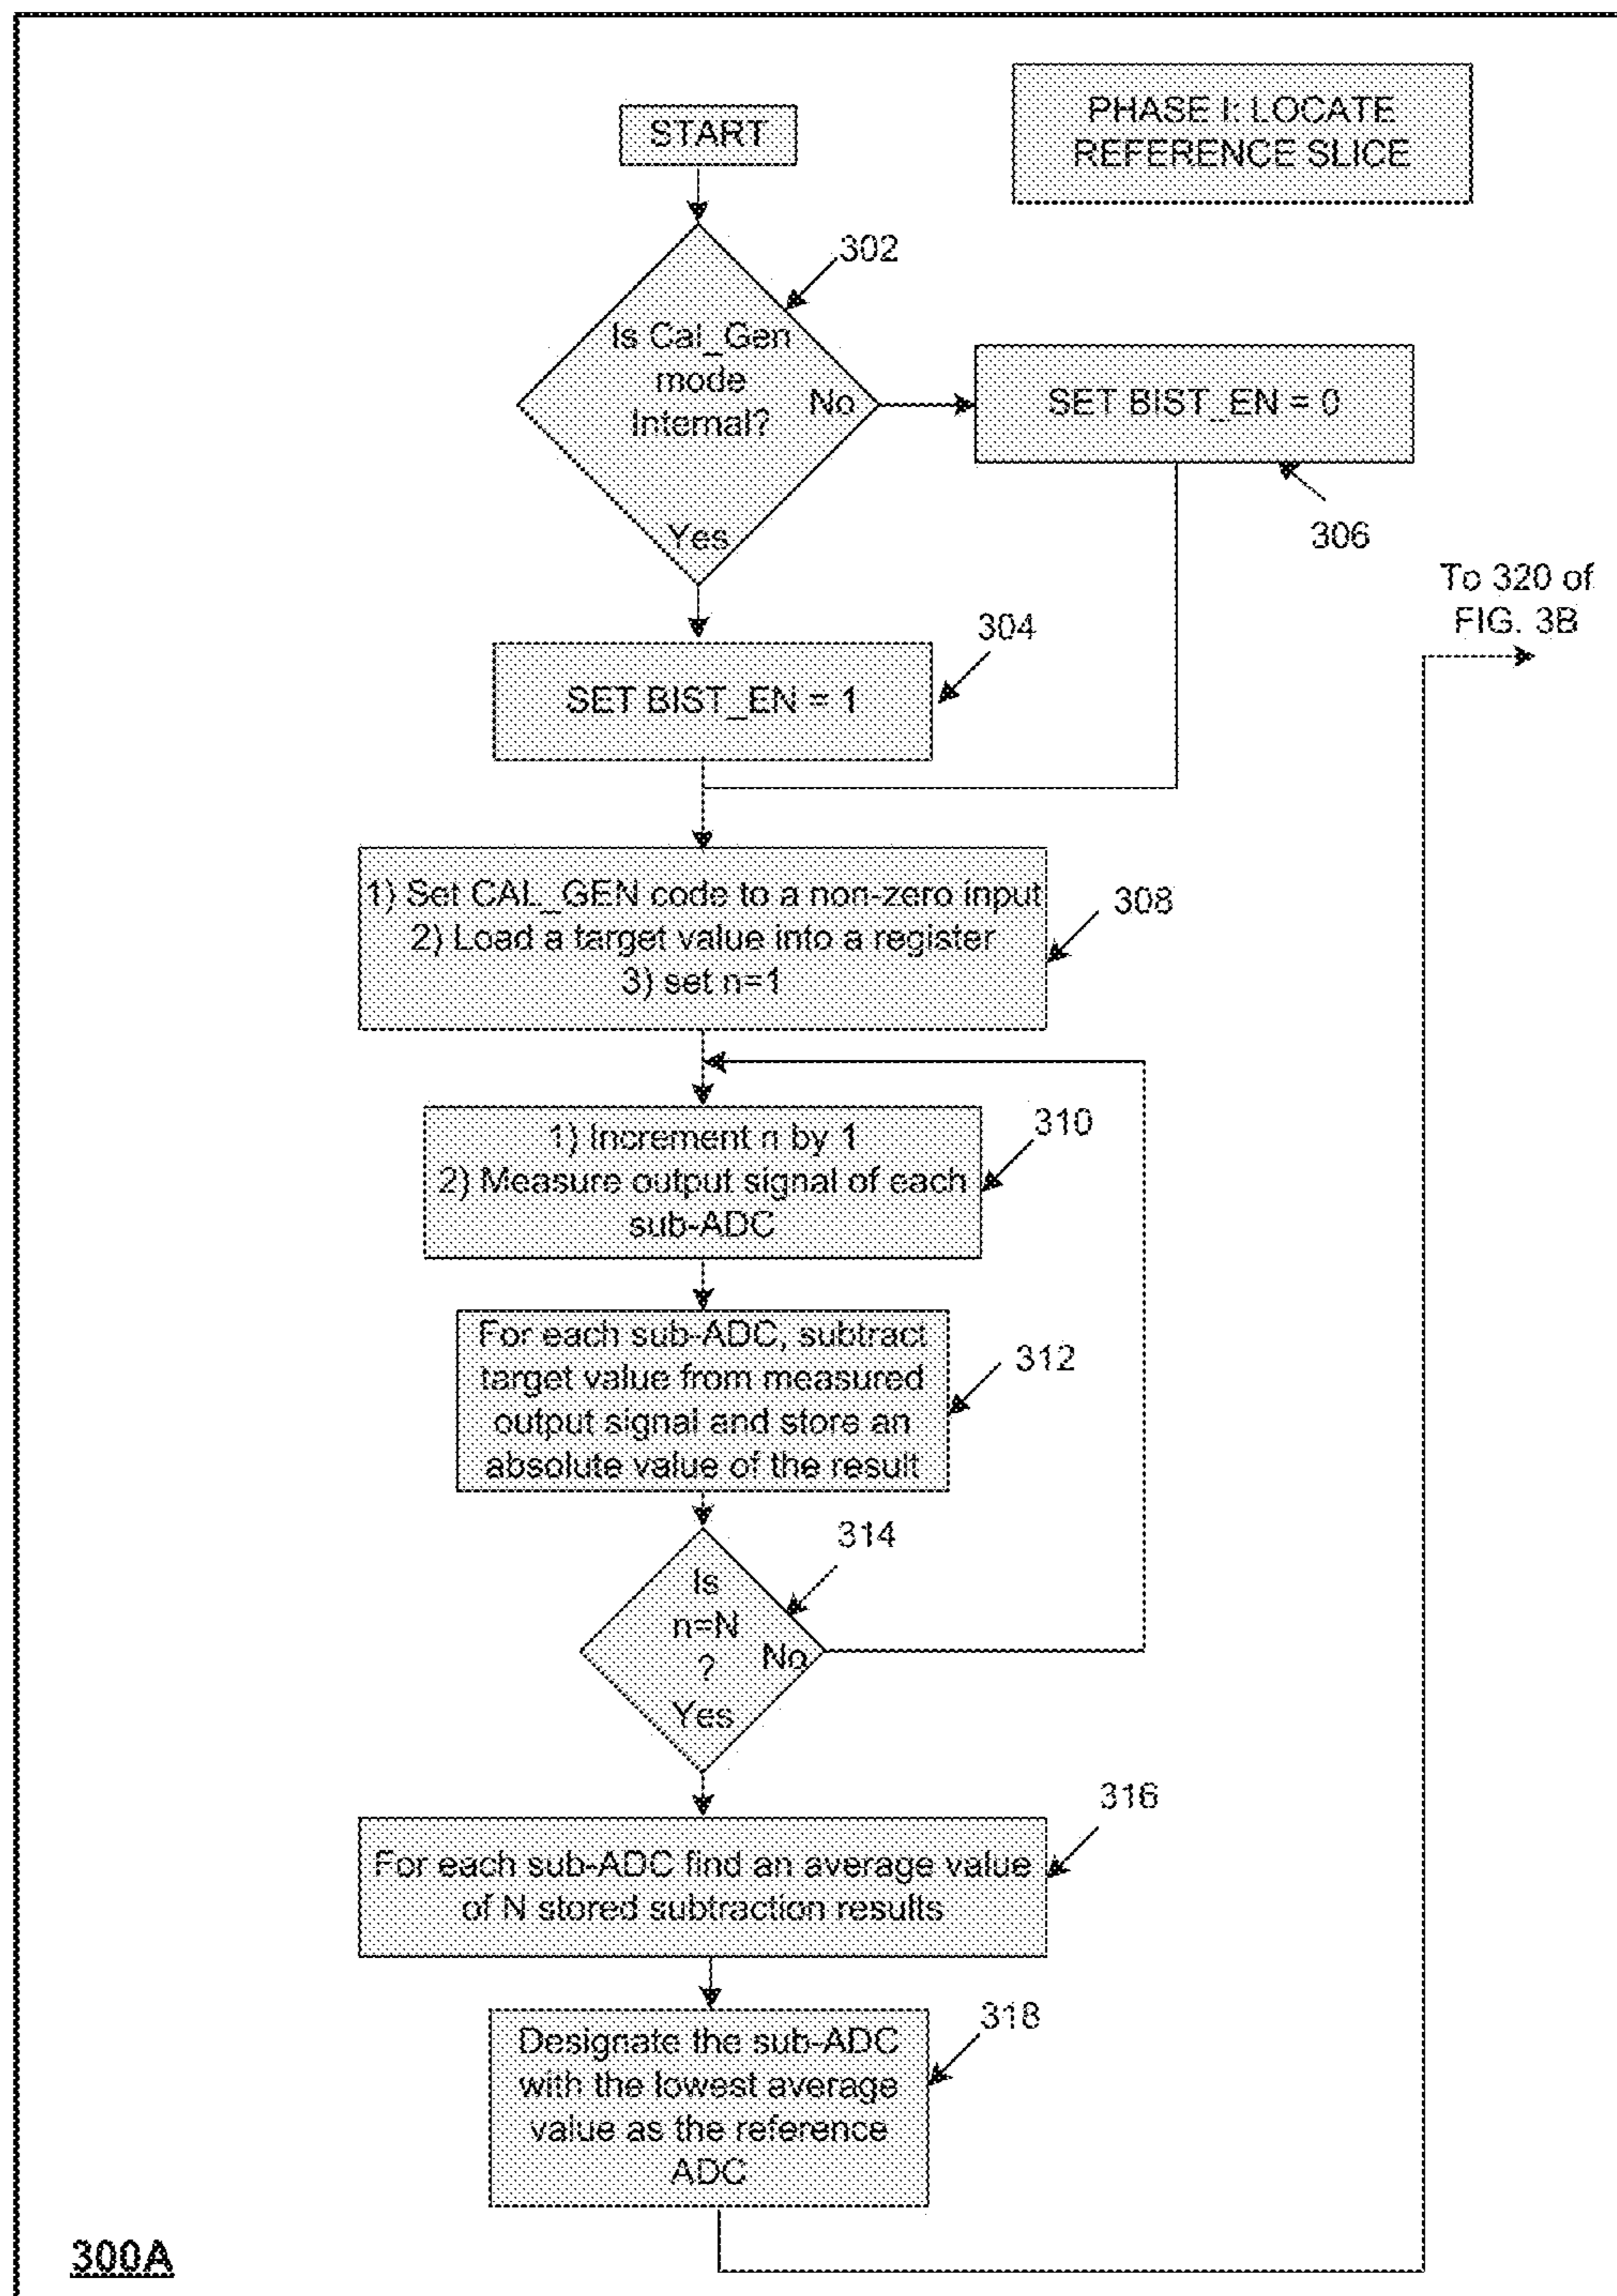 START
PHASE I: LOCATE
REFERENCE SLICE
302
Is Cal_Gen
mode
Internal?
No
Yes
SET BIST_EN = 0
306
To 320 of
FIG. 3B
304
SET BIST_EN = 1
1) Set CAL_GEN code to a non-zero input
2) Load a target value into a register
3) set n=1
308
1) Increment n by 1
2) Measure output signal of each
sub-ADC
310
For each sub-ADC, subtract
target value from measured
output signal and store an
absolute value of the result
312
314
Is
n=N
?
No
Yes
316
For each sub-ADC find an average value
of N stored subtraction results
318
Designate the sub-ADC
with the lowest average
value as the reference
ADC
300A